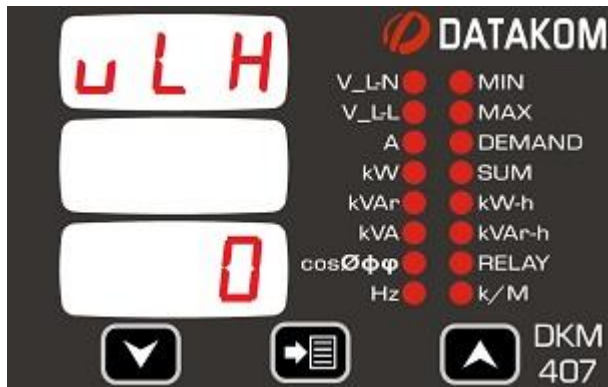 uLH
DATAKOM
V_L-N MIN
V_L-L MAX
A DEMAND
kW SUM
kVAr kW-h
kVA kVAr-h
cosØϕφ RELAY
Hz k/M
0
DKM
407